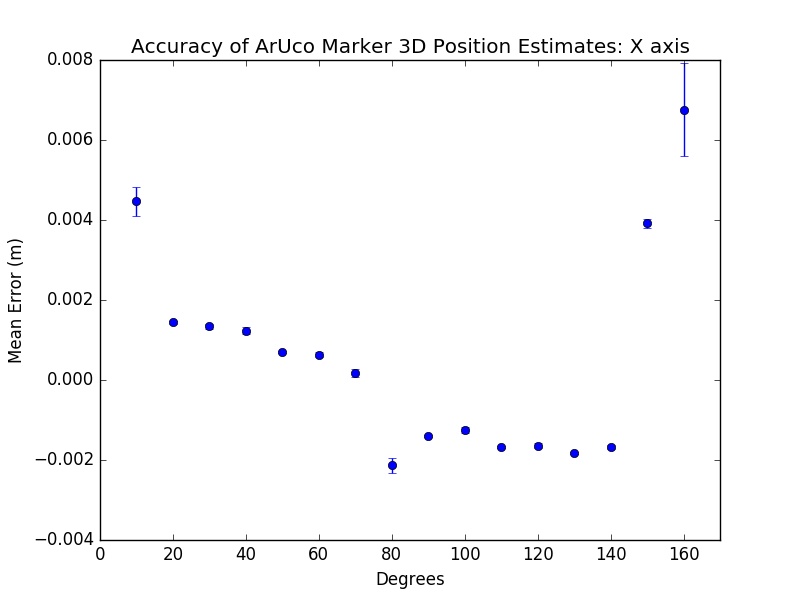 Accuracy of ArUco Marker 3D Position Estimates: X axis
0.008
0.006
0.004
0.002
0.000
−0.002
−0.004
Mean Error (m)
0 20 40 60 80 100 120 140 160
Degrees